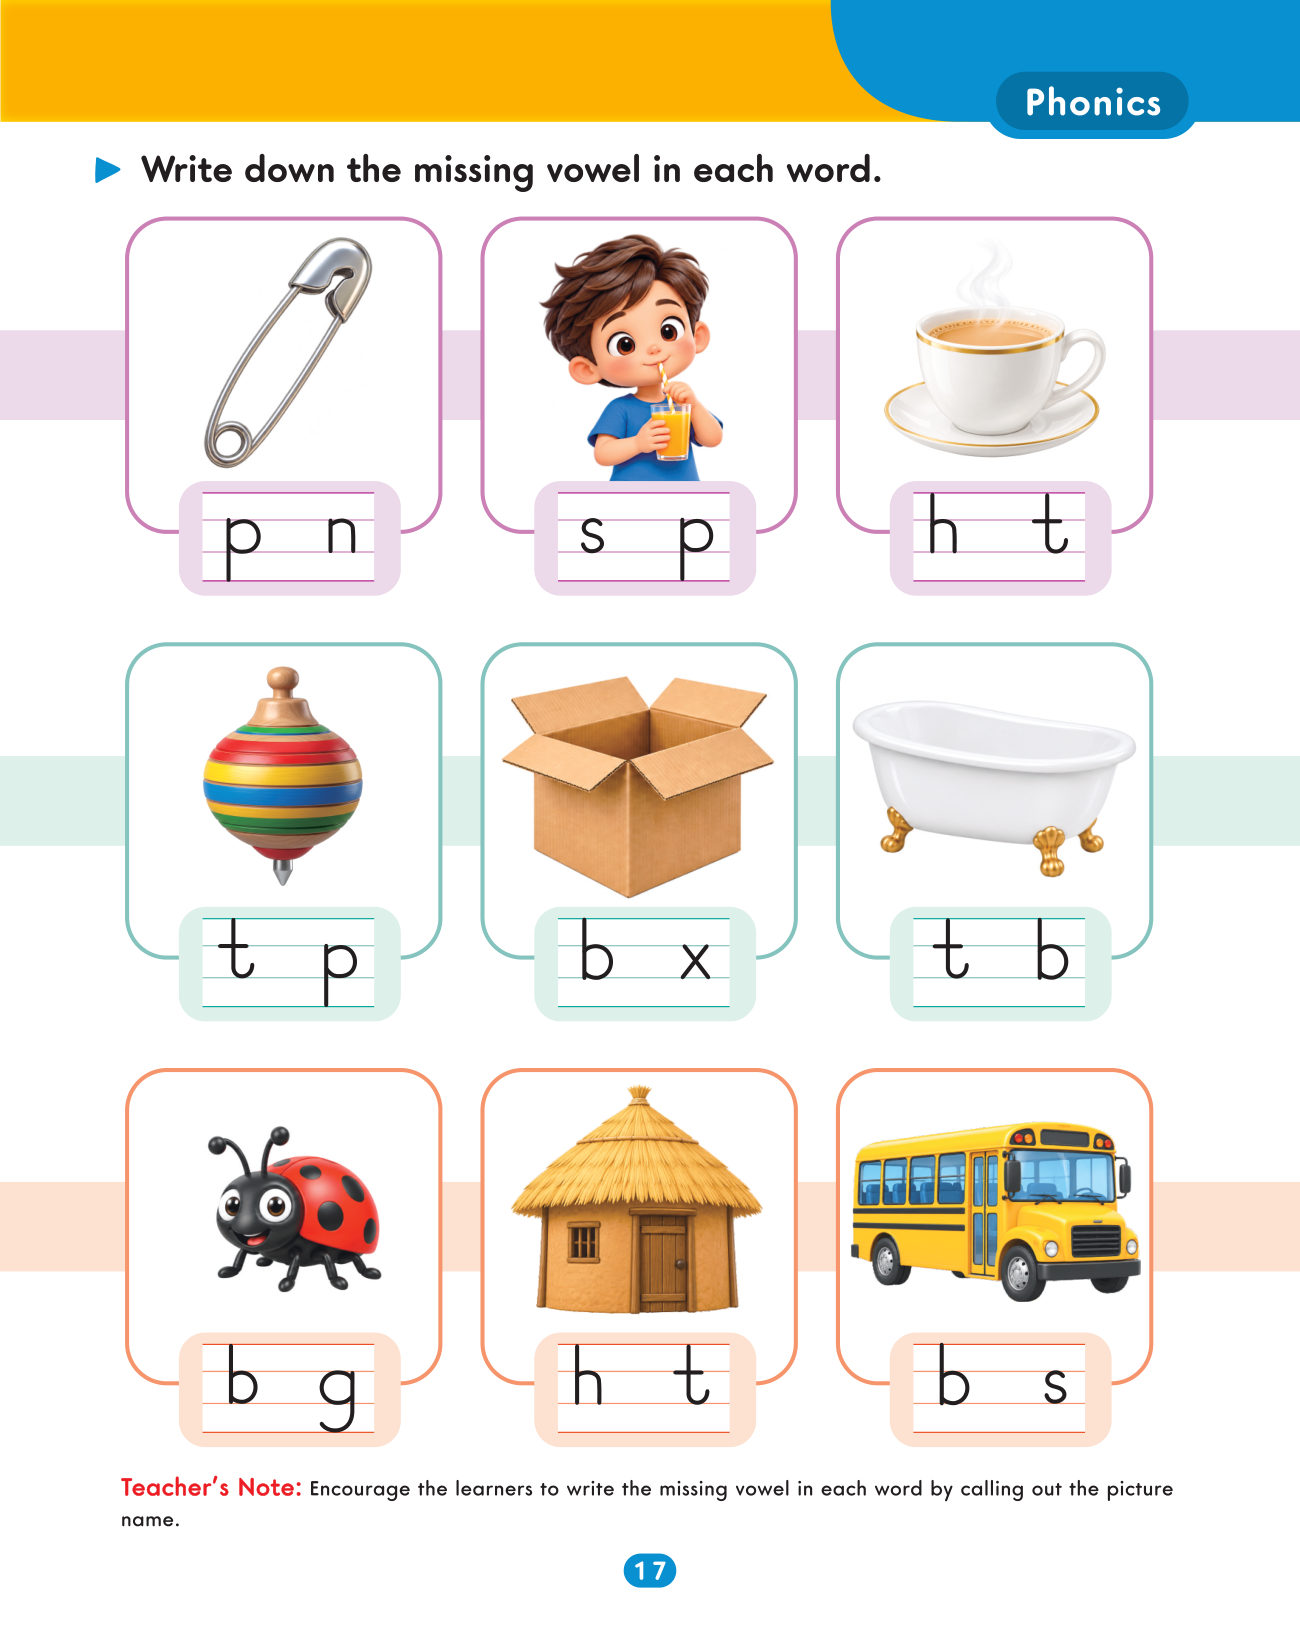 Phonics
Write down the missing vowel in each word.
p n
s p
h t
t p
b x
t b
b g
h t
b s
Teacher's Note: Encourage the learners to write the missing vowel in each word by calling out the picture
name.
17